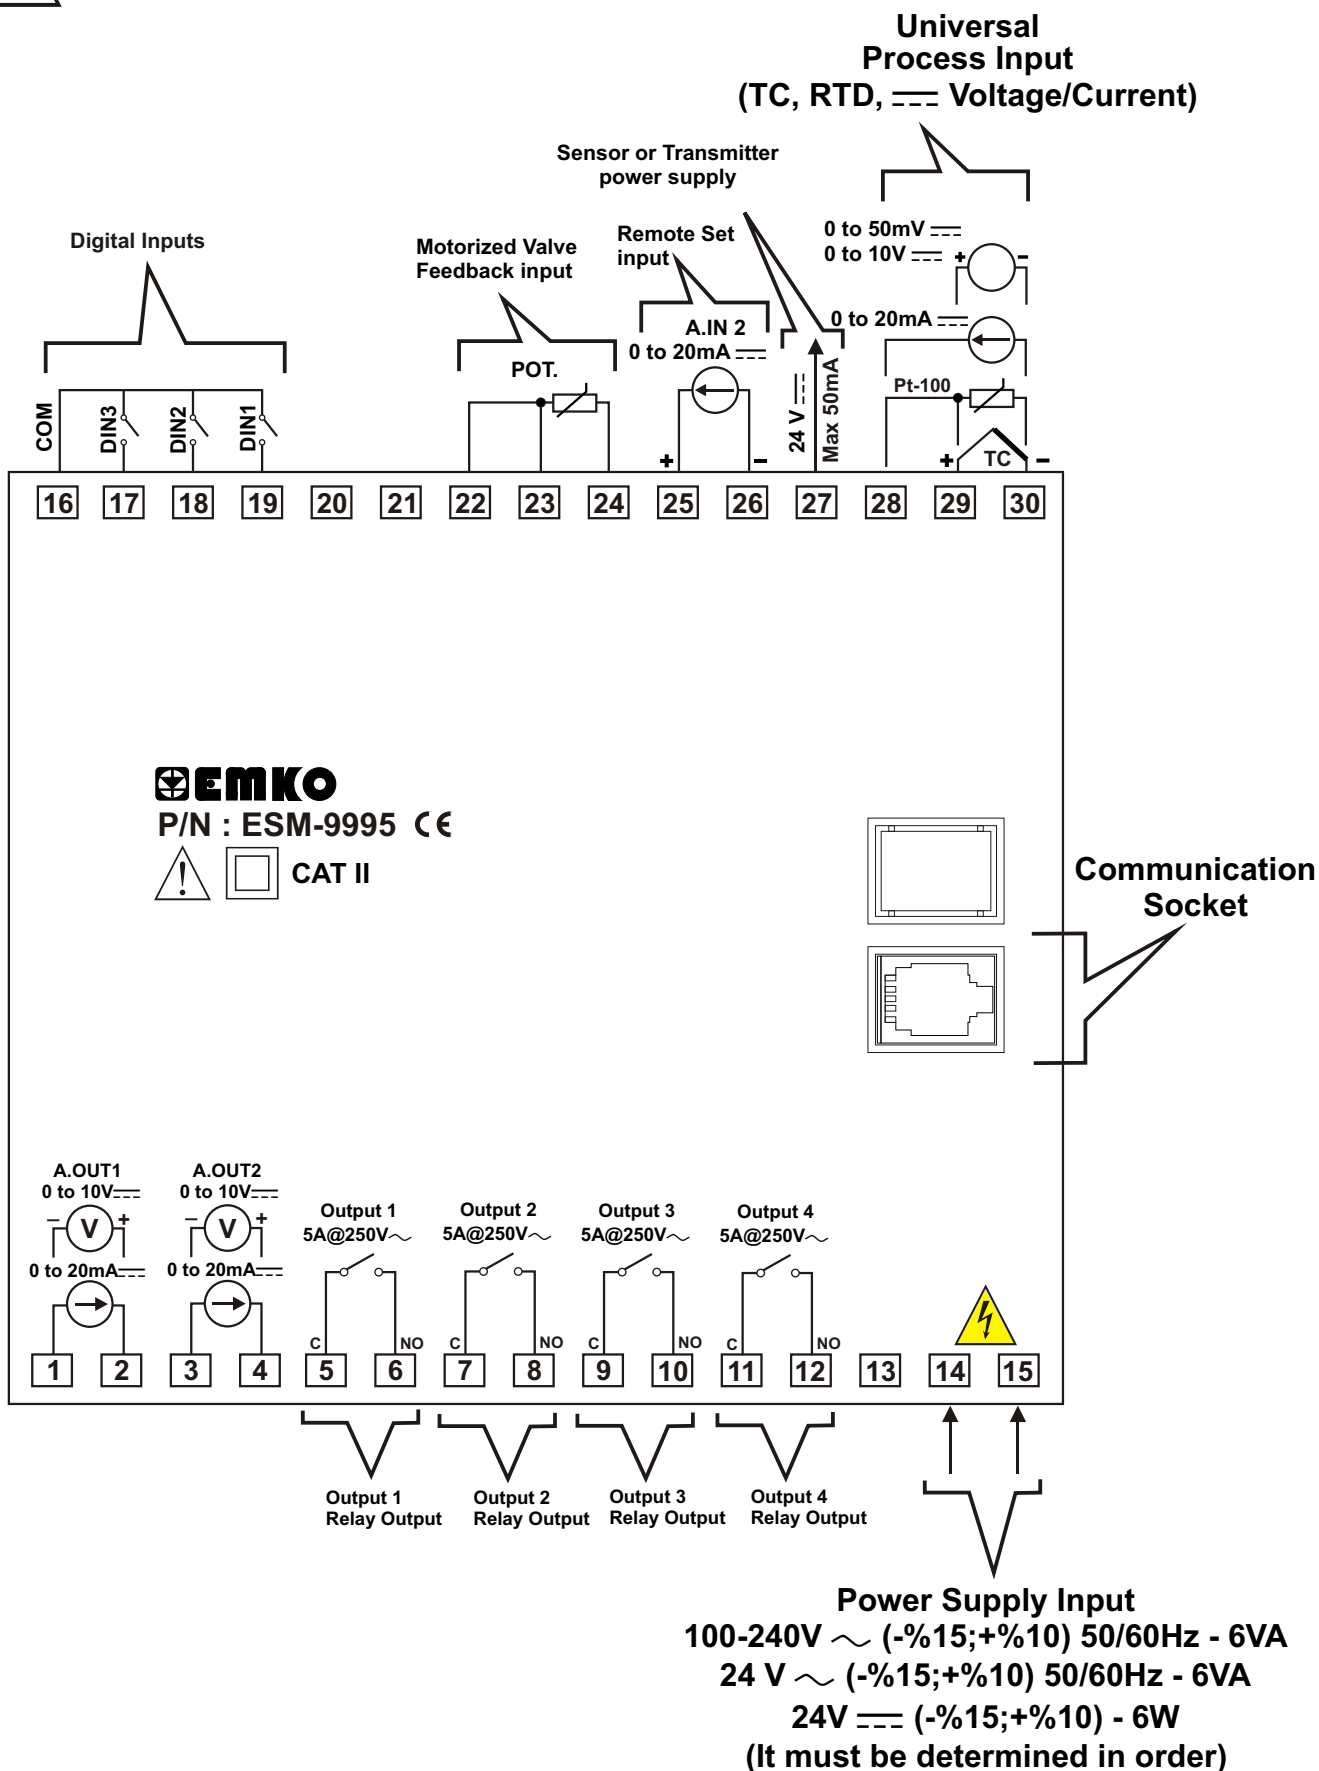 Universal
Process Input
(TC, RTD, ⎓ Voltage/Current)
Sensor or Transmitter
power supply
Digital Inputs
Motorized Valve
Feedback input
Remote Set
input
0 to 50mV ⎓
0 to 10V ⎓
+ −
A.IN 2
0 to 20mA ⎓
0 to 20mA ⎓
POT.
Pt-100
24 V ⎓
Max 50mA
COM
DIN3
DIN2
DIN1
+ −
+ TC −
16 17 18 19 20 21 22 23 24 25 26 27 28 29 30
EMKO
P/N : ESM-9995 CE
CAT II
Communication
Socket
A.OUT1
0 to 10V⎓
− V +
0 to 20mA⎓
A.OUT2
0 to 10V⎓
− V +
0 to 20mA⎓
Output 1
5A@250V～
Output 2
5A@250V～
Output 3
5A@250V～
Output 4
5A@250V～
C NO C NO C NO C NO
1 2 3 4 5 6 7 8 9 10 11 12 13 14 15
Output 1
Relay Output
Output 2
Relay Output
Output 3
Relay Output
Output 4
Relay Output
Power Supply Input
100-240V ～ (-%15;+%10) 50/60Hz - 6VA
24 V ～ (-%15;+%10) 50/60Hz - 6VA
24V ⎓ (-%15;+%10) - 6W
(It must be determined in order)